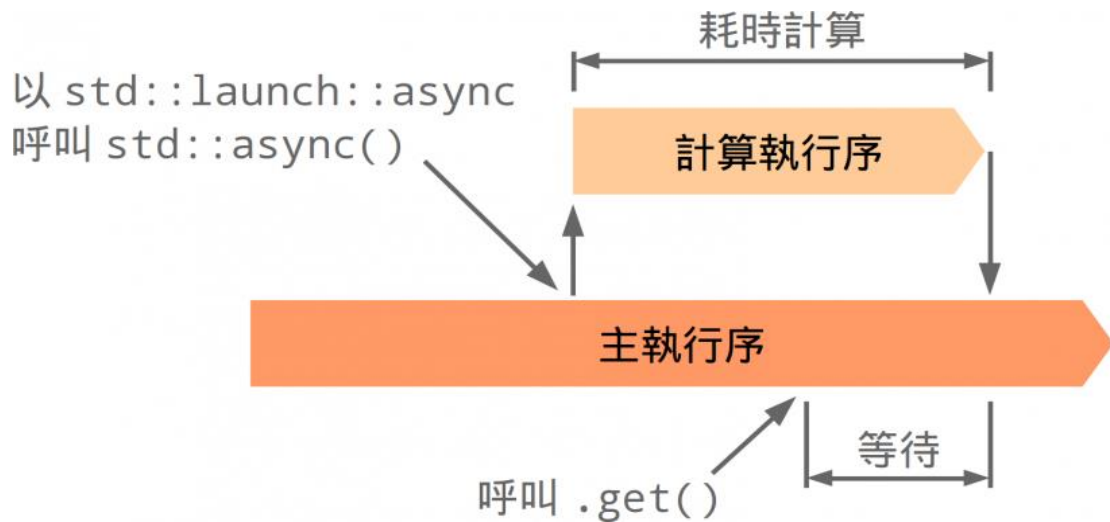 耗時計算
以 std::launch::async
呼叫 std::async()
計算執行序
主執行序
等待
呼叫 .get()